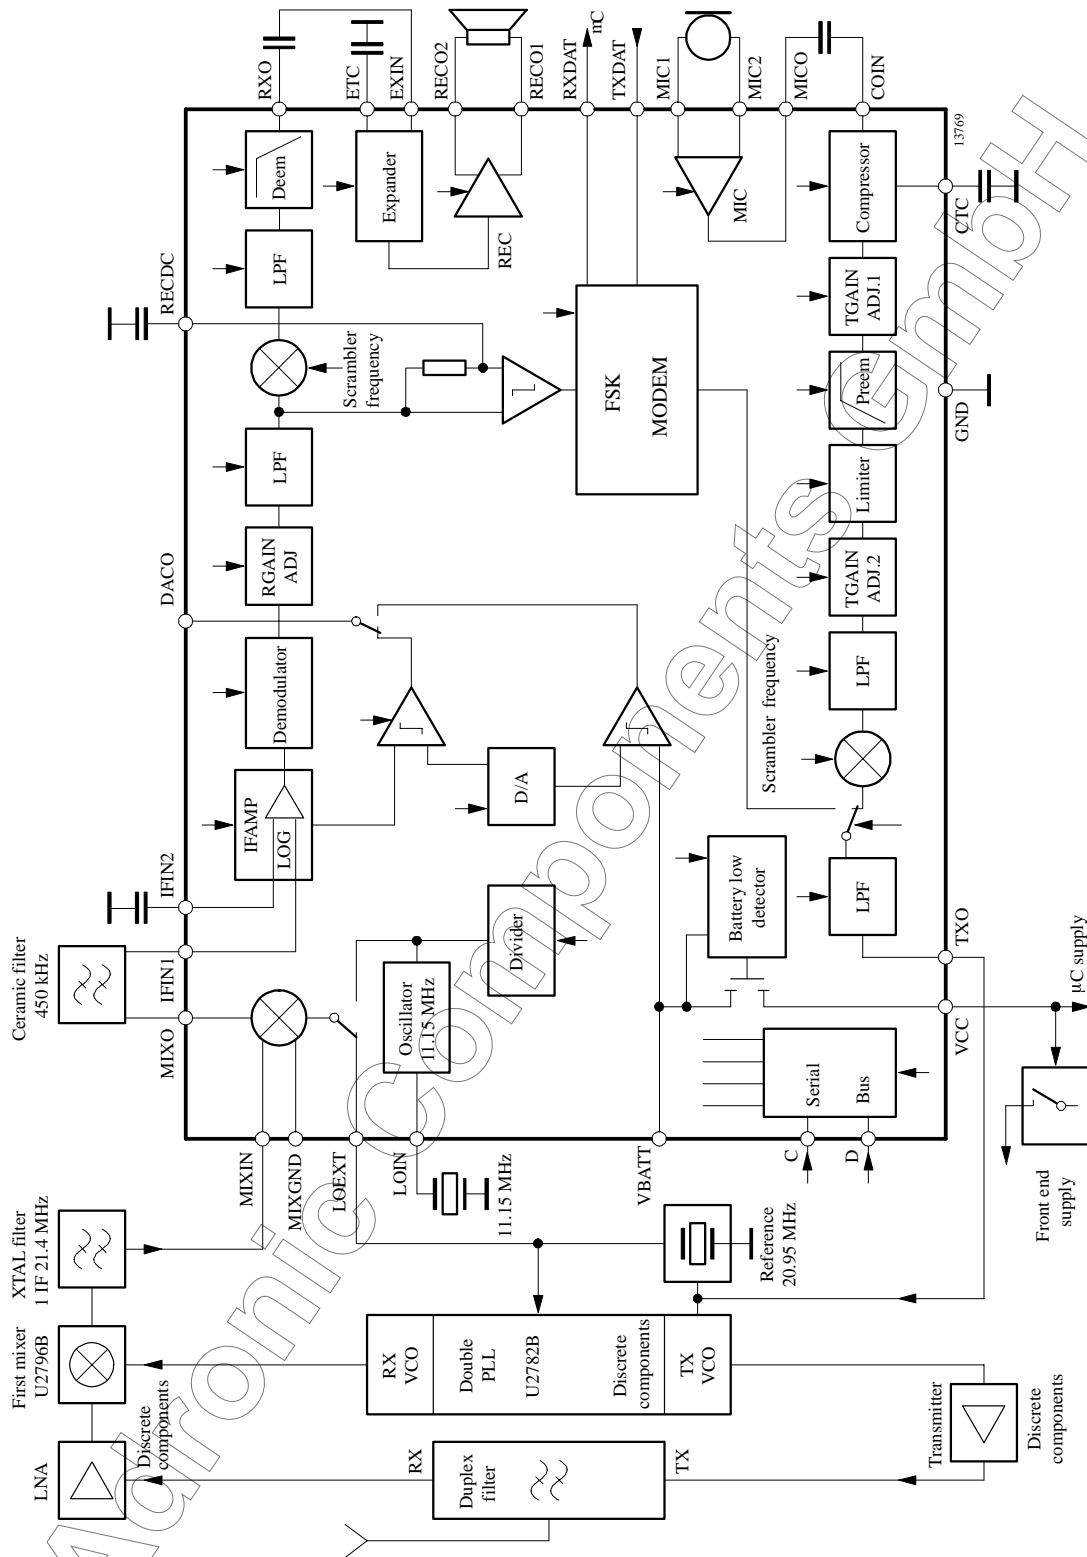 LNA
Discrete
components
First mixer
U2796B
XTAL filter
1 IF 21.4 MHz
Ceramic filter
450 kHz
MIXO
IFIN1
IFIN2
DACO
RECDC
RXO
ETC
EXIN
RECO2
RECO1
RXDAT
mC
TXDAT
MIC1
MIC2
MICO
COIN
IFAMP
LOG
Demodulator
RGAIN
ADJ
LPF
Scrambler
frequency
LPF
Deem
Expander
REC
MIC
Compressor
CTC
13769
FSK
MODEM
D/A
Divider
Oscillator
11.15 MHz
MIXIN
MIXGND
LOEXT
LOIN
11.15 MHz
VBATT
C
D
Serial
Bus
Battery low
detector
LPF
Scrambler frequency
LPF
TGAIN
ADJ.2
Limiter
Preem
TGAIN
ADJ.1
GND
TXO
VCC
µC supply
Front end
supply
Reference
20.95 MHz
RX
VCO
Double
PLL
U2782B
Discrete
components
TX
VCO
RX
Duplex
filter
TX
Transmitter
Discrete
components
Adronic Components GmbH